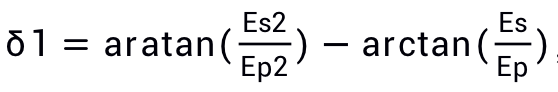 δ1 = aratan(Es2/Ep2) − arctan(Es/Ep),